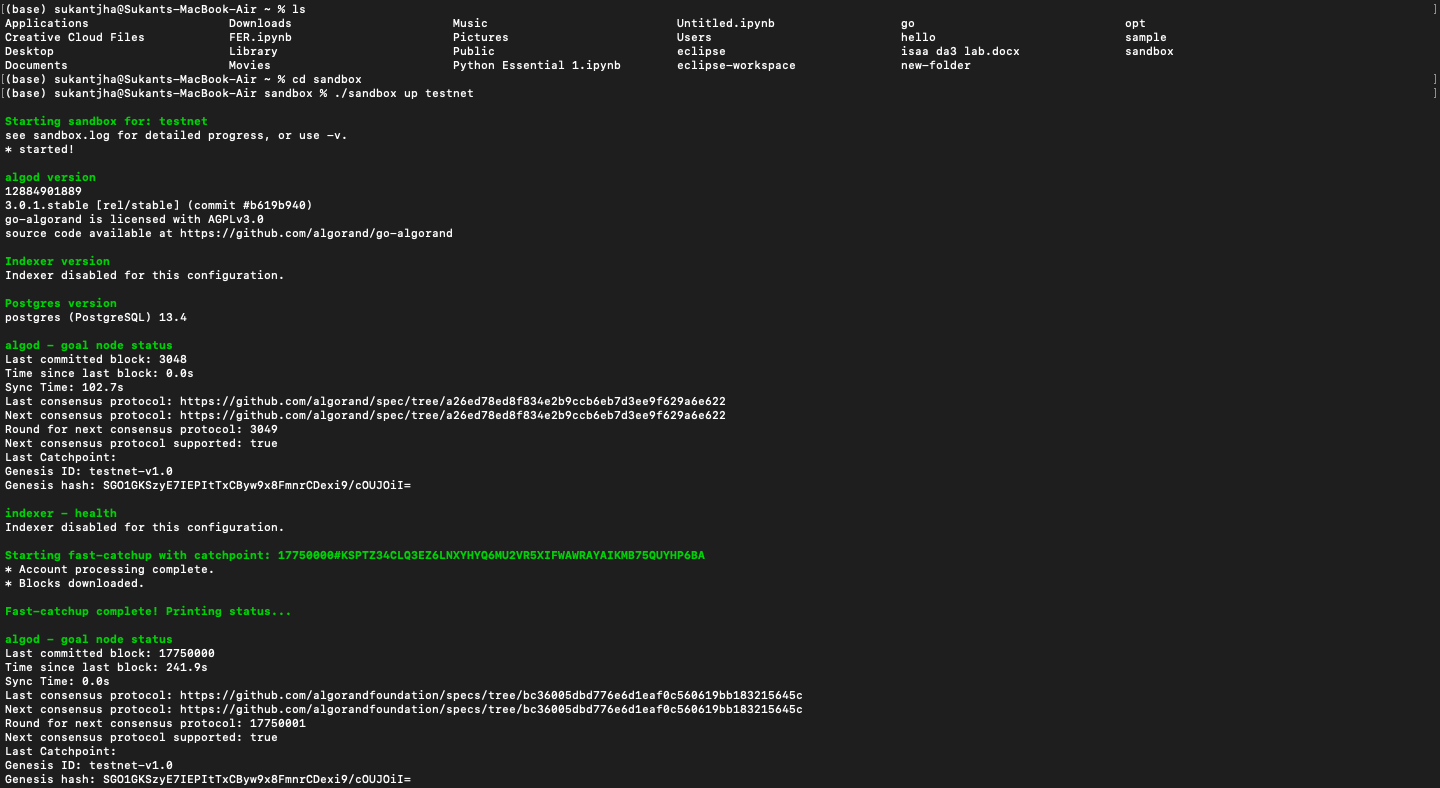 [(base) sukantjha@Sukants-MacBook-Air ~ % ls ]
Applications Downloads Music Untitled.ipynb go opt
Creative Cloud Files FER.ipynb Pictures Users hello sample
Desktop Library Public eclipse isaa da3 lab.docx sandbox
Documents Movies Python Essential 1.ipynb eclipse-workspace new-folder
[(base) sukantjha@Sukants-MacBook-Air ~ % cd sandbox ]
[(base) sukantjha@Sukants-MacBook-Air sandbox % ./sandbox up testnet ]
Starting sandbox for: testnet
see sandbox.log for detailed progress, or use -v.
* started!
algod version
12884901889
3.0.1.stable [rel/stable] (commit #b619b940)
go-algorand is licensed with AGPLv3.0
source code available at https://github.com/algorand/go-algorand
Indexer version
Indexer disabled for this configuration.
Postgres version
postgres (PostgreSQL) 13.4
algod - goal node status
Last committed block: 3048
Time since last block: 0.0s
Sync Time: 102.7s
Last consensus protocol: https://github.com/algorand/spec/tree/a26ed78ed8f834e2b9ccb6eb7d3ee9f629a6e622
Next consensus protocol: https://github.com/algorand/spec/tree/a26ed78ed8f834e2b9ccb6eb7d3ee9f629a6e622
Round for next consensus protocol: 3049
Next consensus protocol supported: true
Last Catchpoint:
Genesis ID: testnet-v1.0
Genesis hash: SGO1GKSzyE7IEPItTxCByw9x8FmnrCDexi9/cOUJOiI=
indexer - health
Indexer disabled for this configuration.
Starting fast-catchup with catchpoint: 17750000#KSPTZ34CLQ3EZ6LNXYHYQ6MU2VR5XIFWAWRAYAIKMB75QUYHP6BA
* Account processing complete.
* Blocks downloaded.
Fast-catchup complete! Printing status...
algod - goal node status
Last committed block: 17750000
Time since last block: 241.9s
Sync Time: 0.0s
Last consensus protocol: https://github.com/algorandfoundation/specs/tree/bc36005dbd776e6d1eaf0c560619bb183215645c
Next consensus protocol: https://github.com/algorandfoundation/specs/tree/bc36005dbd776e6d1eaf0c560619bb183215645c
Round for next consensus protocol: 17750001
Next consensus protocol supported: true
Last Catchpoint:
Genesis ID: testnet-v1.0
Genesis hash: SGO1GKSzyE7IEPItTxCByw9x8FmnrCDexi9/cOUJOiI=